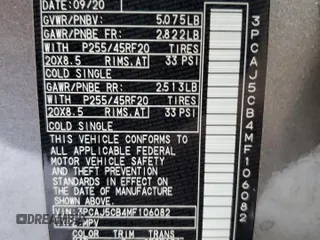 DATE: 09/20
GVWR/PNBV: 5.075LB
GAWR/PNBE FR: 2.822LB
WITH P255/45RF20 TIRES
20X8.5 RIMS.AT 33 PSI
COLD SINGLE
GAWR/PNBE RR: 2.513LB
WITH P255/45RF20 TIRES
20X8.5 RIMS.AT 33 PSI
COLD SINGLE
THIS VEHICLE CONFORMS TO
ALL APPLICABLE FEDERAL
MOTOR VEHICLE SAFETY
AND THEFT PREVENTION
STANDARDS IN EFFECT ON
THE DATE OF MANUFACTURE
SHOWN ABOVE.
VIN: 3PCAJ5CB4MF106082
TYPE: MPV
COLOR TRIM TRANS
3PCAJ5CB4MF106082